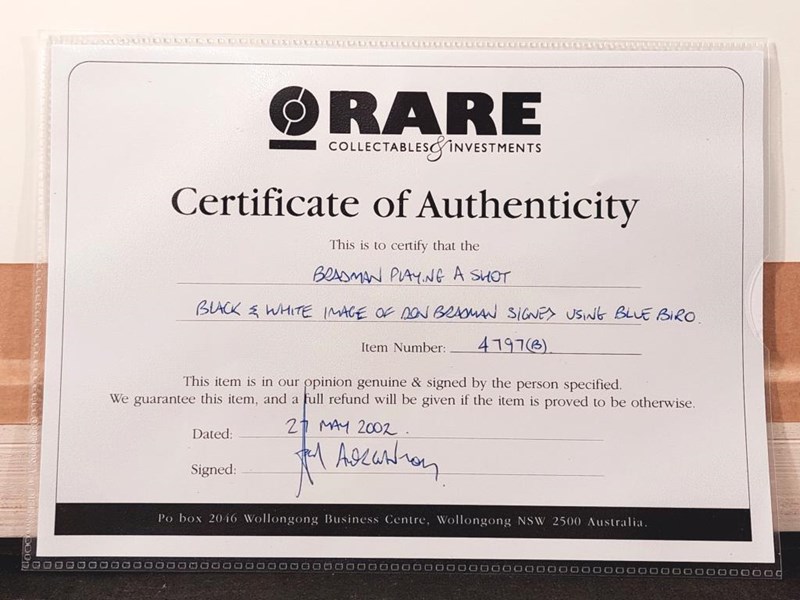 RARE
COLLECTABLES & INVESTMENTS
Certificate of Authenticity
This is to certify that the
BRADMAN PLAYING A SHOT
BLACK & WHITE IMAGE OF DON BRADMAN SIGNED USING BLUE BIRO.
Item Number: 4797(B)
This item is in our opinion genuine & signed by the person specified.
We guarantee this item, and a full refund will be given if the item is proved to be otherwise.
Dated: 27 MAY 2002.
Signed:
Po box 2046 Wollongong Business Centre, Wollongong NSW 2500 Australia.